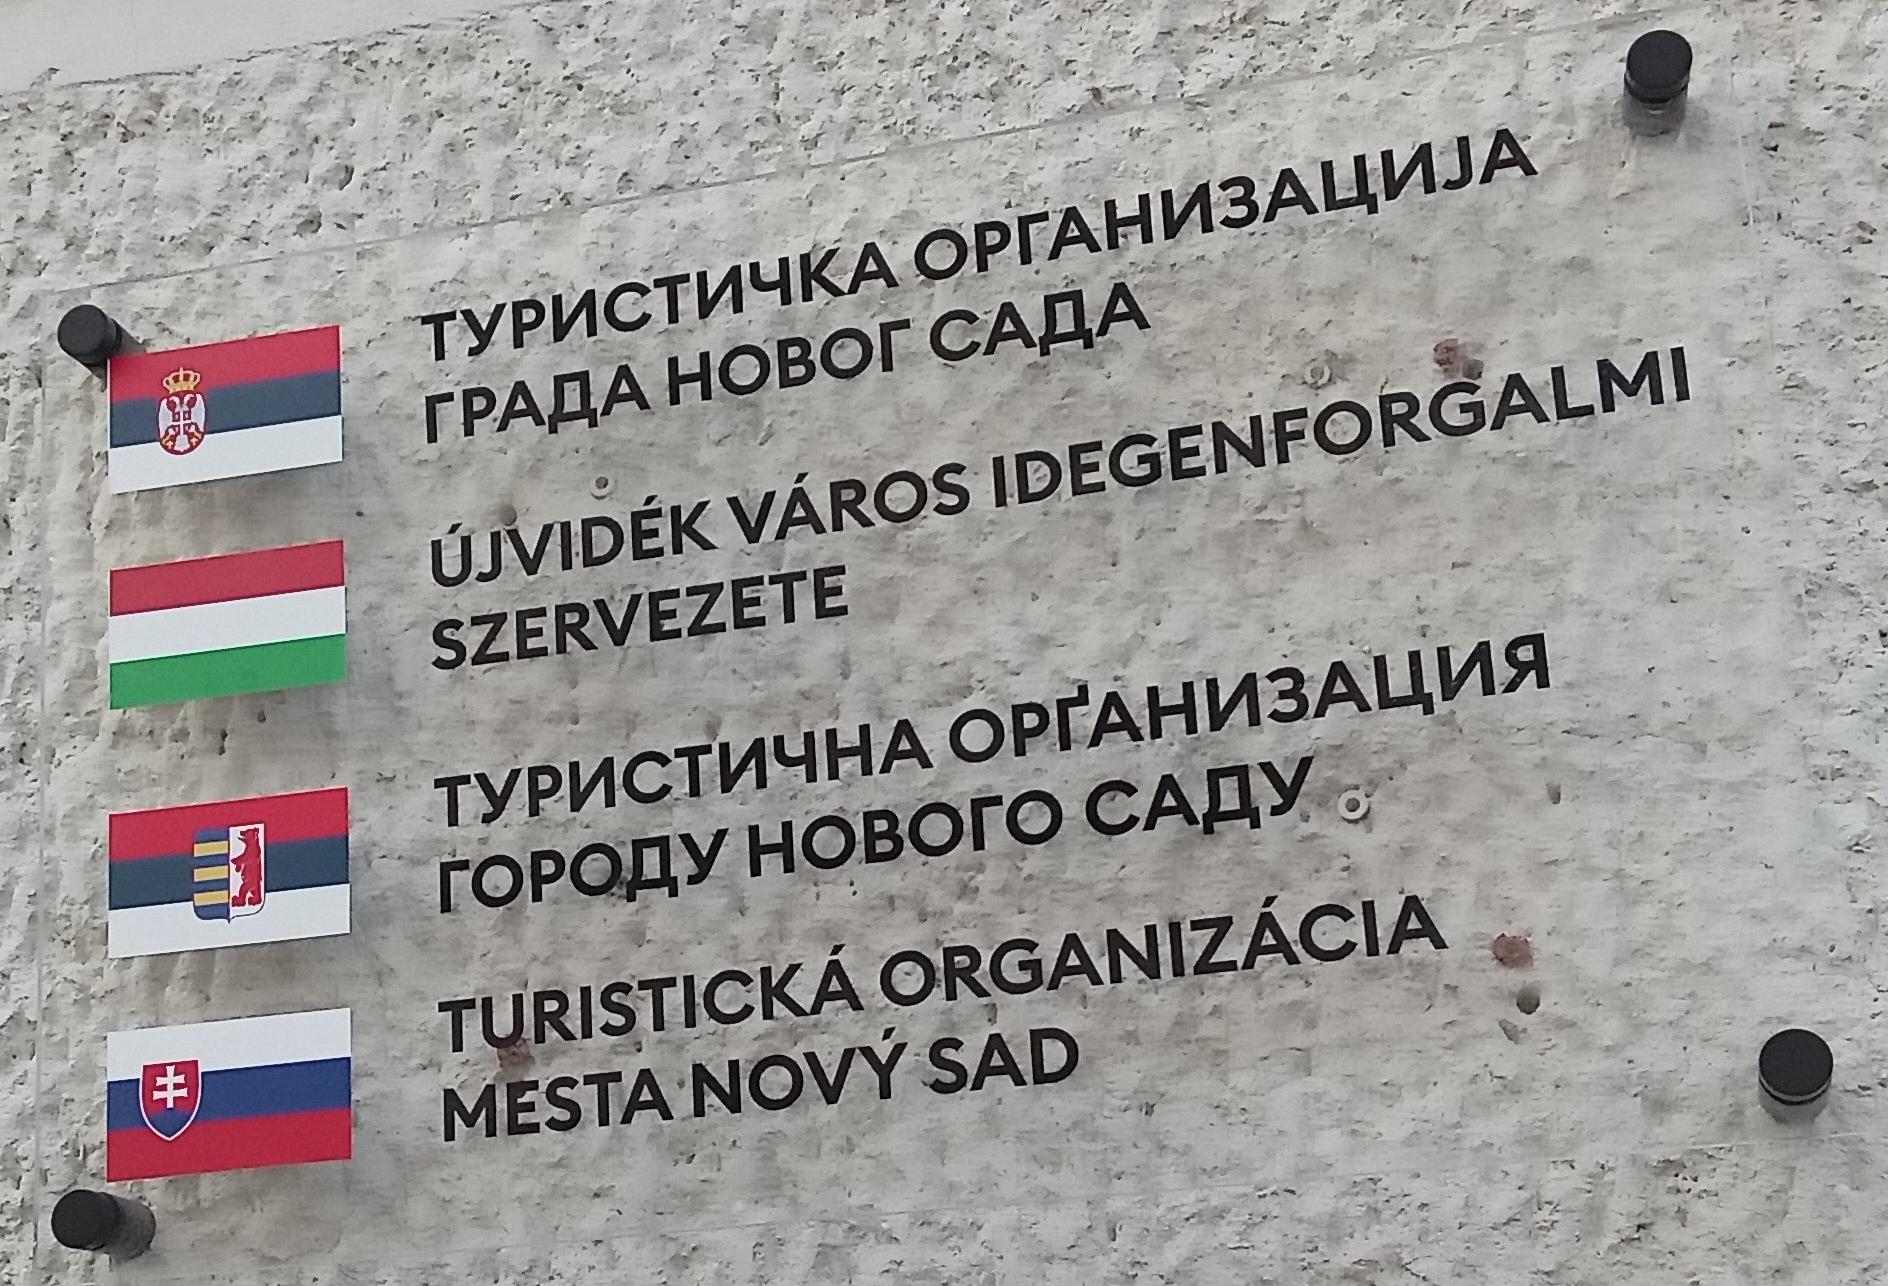 ТУРИСТИЧКА ОРГАНИЗАЦИЈА
ГРАДА НОВОГ САДА
ÚJVIDÉK VÁROS IDEGENFORGALMI
SZERVEZETE
ТУРИСТИЧНА ОРҐАНИЗАЦИЯ
ГОРОДУ НОВОГО САДУ
TURISTICKÁ ORGANIZÁCIA
MESTA NOVÝ SAD